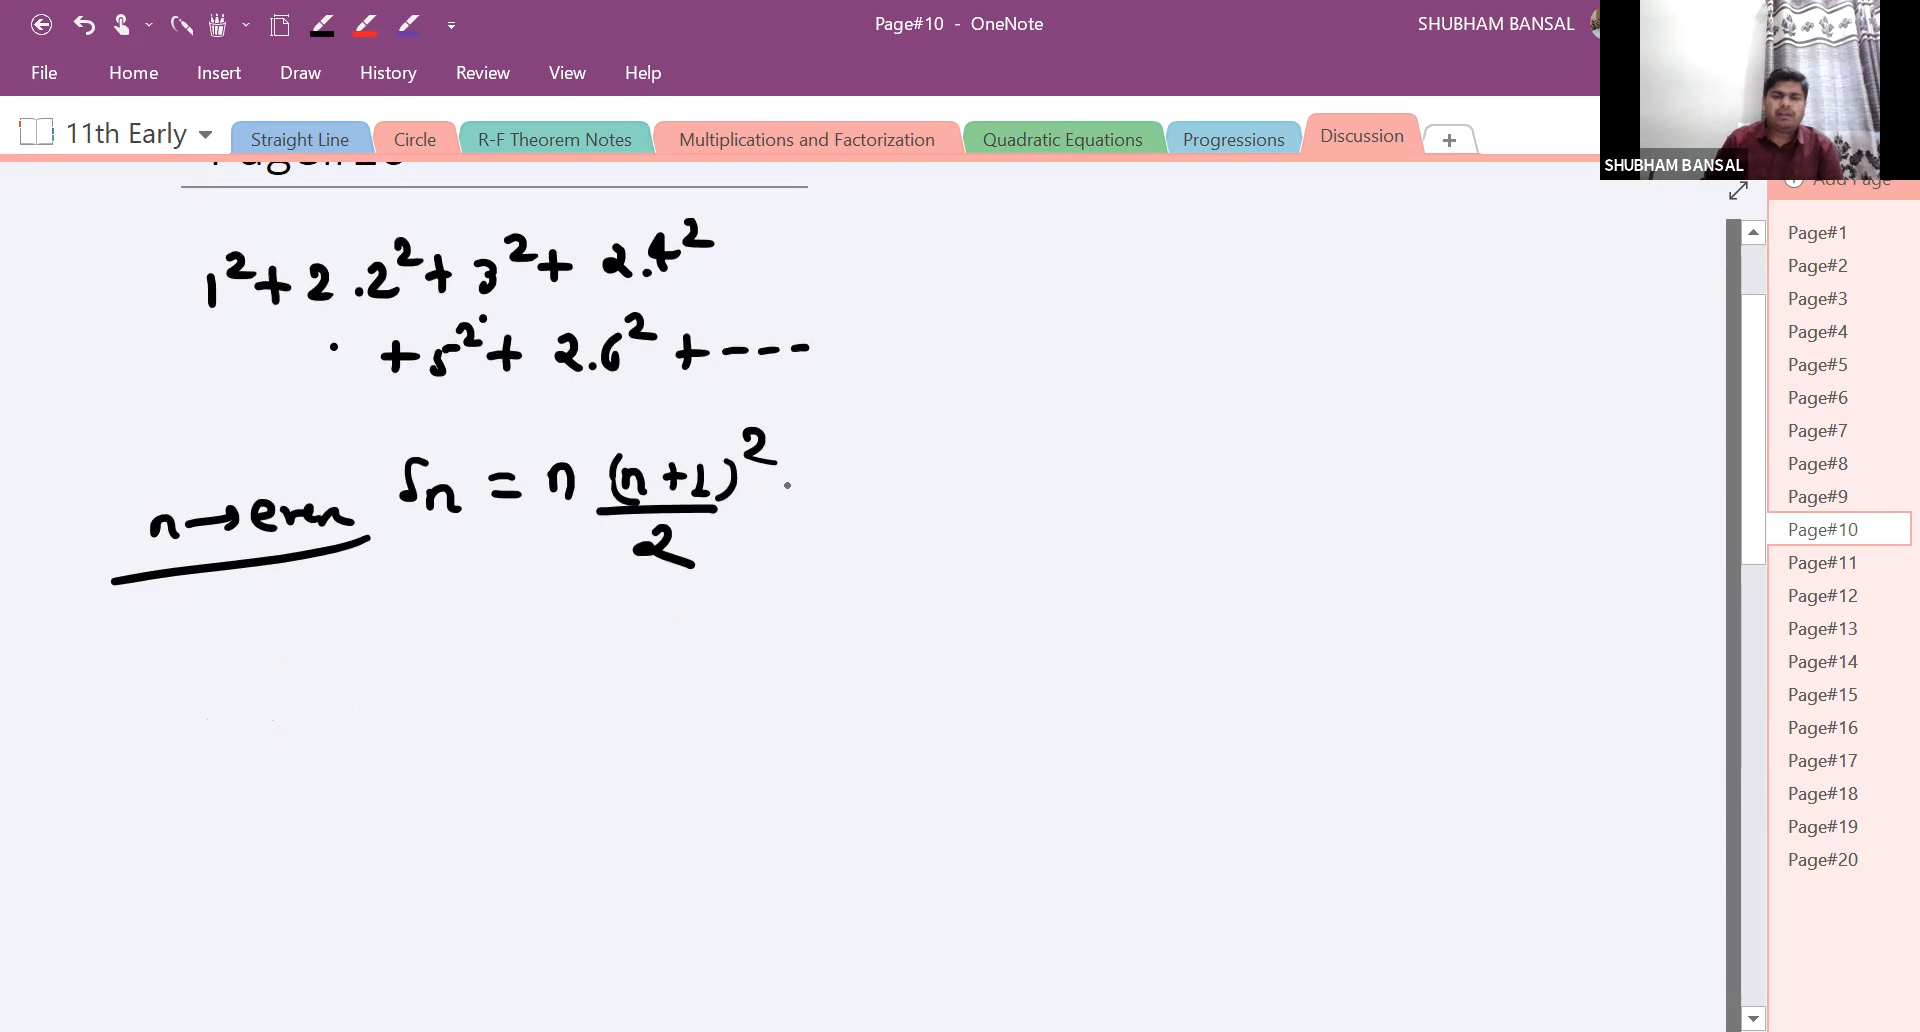 Page#10 - OneNote
SHUBHAM BANSAL
File Home Insert Draw History Review View Help
SHUBHAM BANSAL
11th Early
Straight Line Circle R-F Theorem Notes Multiplications and Factorization Quadratic Equations Progressions Discussion +
Add Page
1² + 2 . 2² + 3² + 2.4²
+ 5² + 2.6² + ----
n → even
Sn = n (n+1)² / 2
Page#1
Page#2
Page#3
Page#4
Page#5
Page#6
Page#7
Page#8
Page#9
Page#10
Page#11
Page#12
Page#13
Page#14
Page#15
Page#16
Page#17
Page#18
Page#19
Page#20